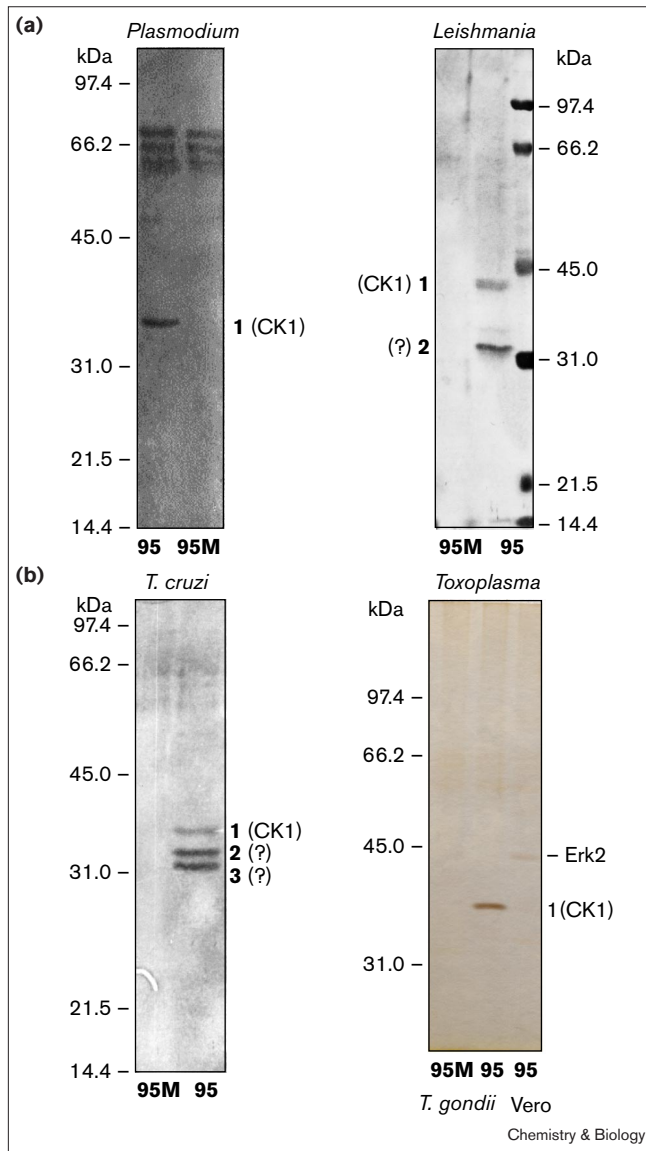 (a)
Plasmodium
kDa
97.4 –
66.2 –
45.0 –
31.0 –
21.5 –
14.4 –
1 (CK1)
95 95M
Leishmania
kDa
– 97.4
– 66.2
– 45.0
– 31.0
– 21.5
– 14.4
(CK1) 1
(?) 2
95M 95
(b)
T. cruzi
kDa
97.4 –
66.2 –
45.0 –
31.0 –
21.5 –
14.4 –
1 (CK1)
2 (?)
3 (?)
95M 95
Toxoplasma
kDa
97.4 –
66.2 –
45.0 –
31.0 –
– Erk2
1(CK1)
95M 95 95
T. gondii Vero
Chemistry & Biology